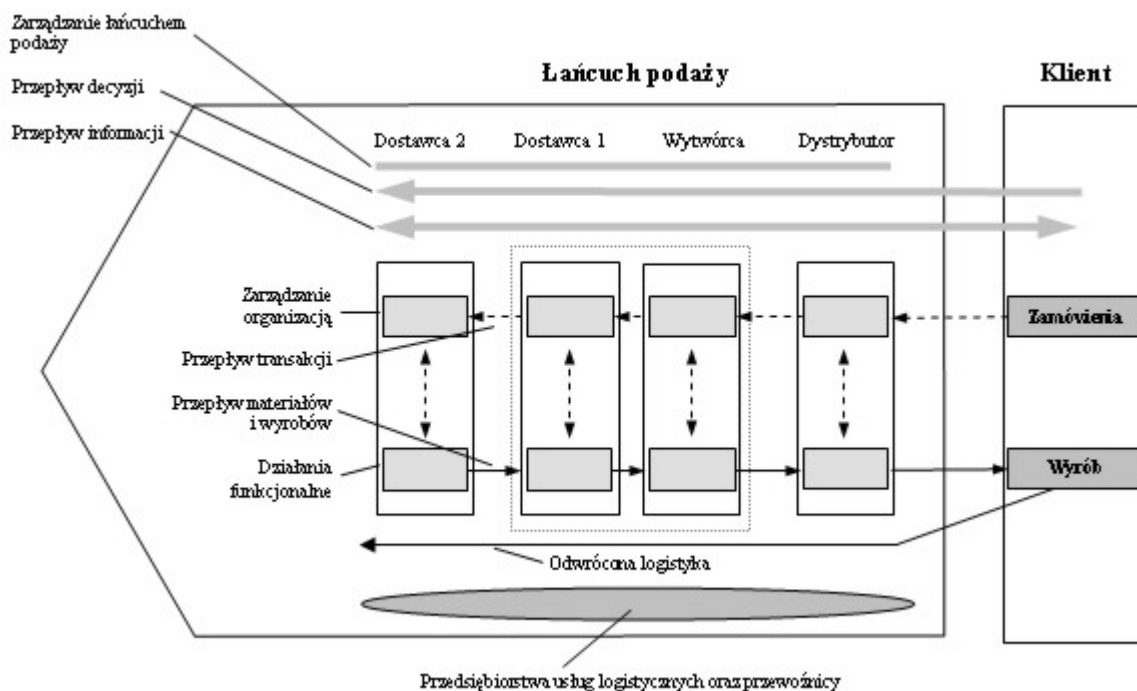 Zarządzanie łańcuchem
podaży
Łańcuch podaży
Klient
Przepływ decyzji
Przepływ informacji
Dostawca 2
Dostawca 1
Wytwórca
Dystrybutor
Zarządzanie
organizacją
Zamóvienia
Przepływ transakcji
Przepływ materiałów
i wyrobów
Działania
funkcjonalne
Wyrób
Odwrócona logistyka
Przedsiębiorstwa usług logistycznych oraz przewoźnicy